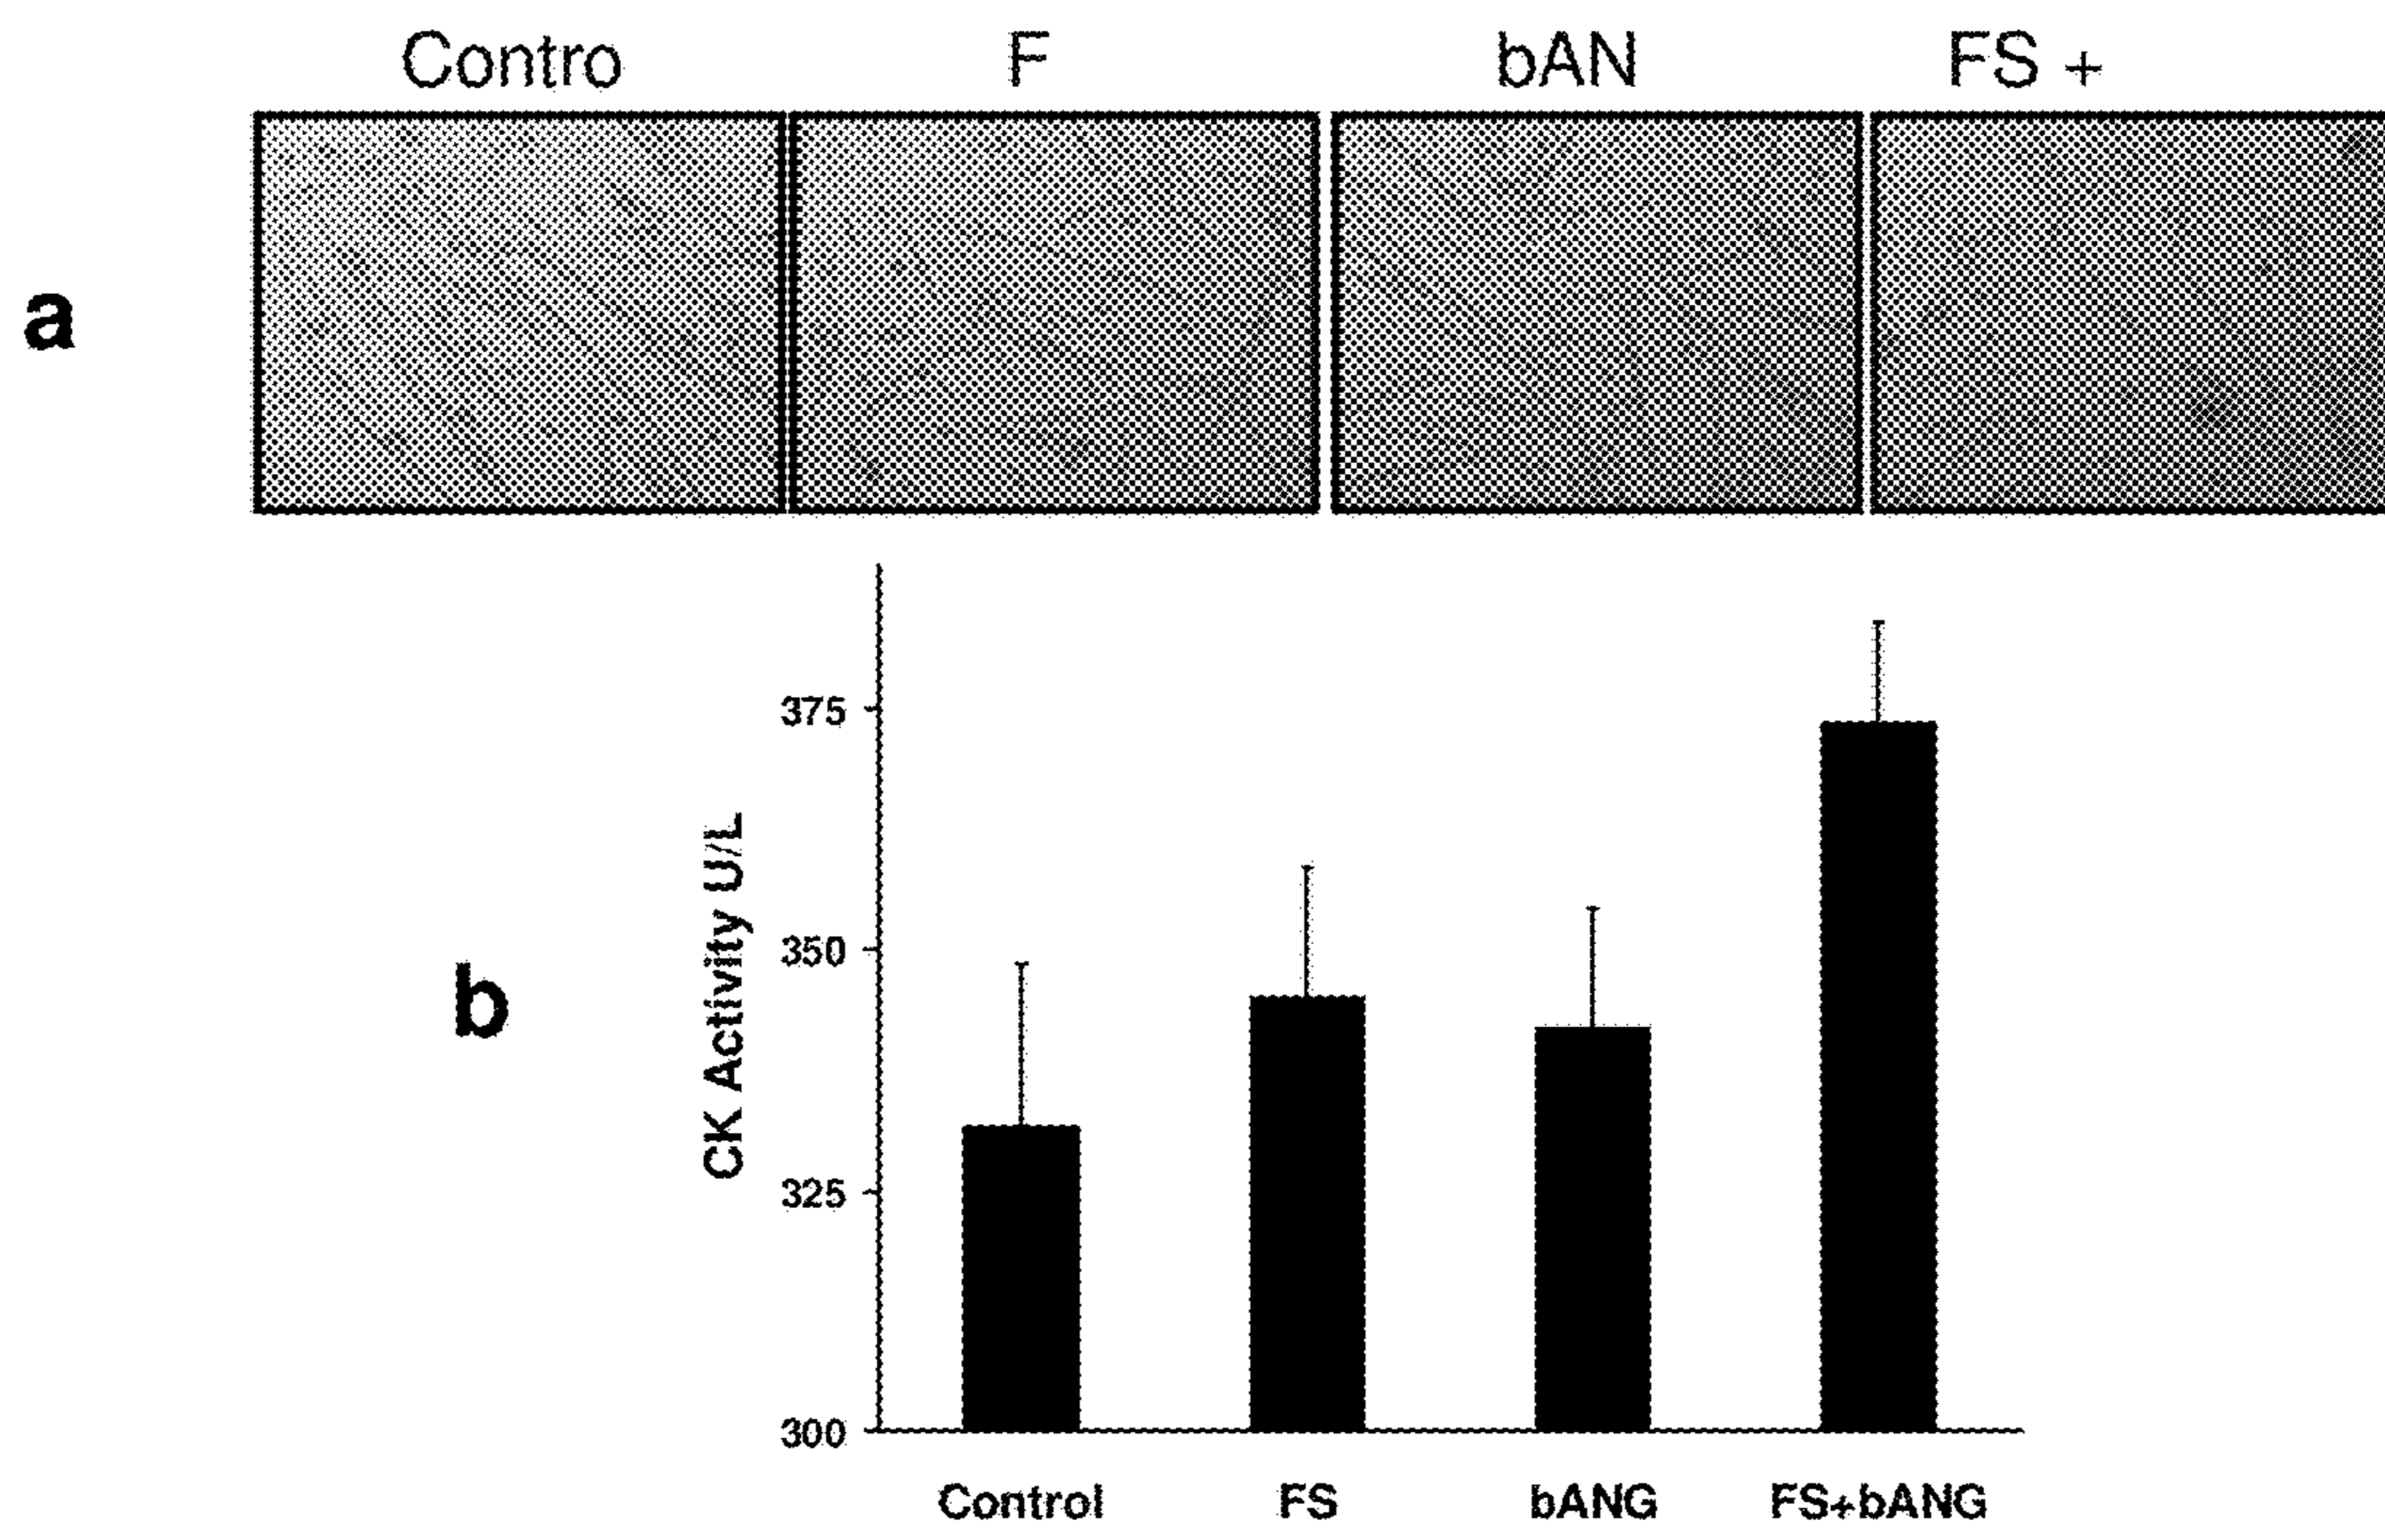 Contro F bAN FS +
a
b
CK Activity U/L
375
350
325
300
Control FS bANG FS+bANG